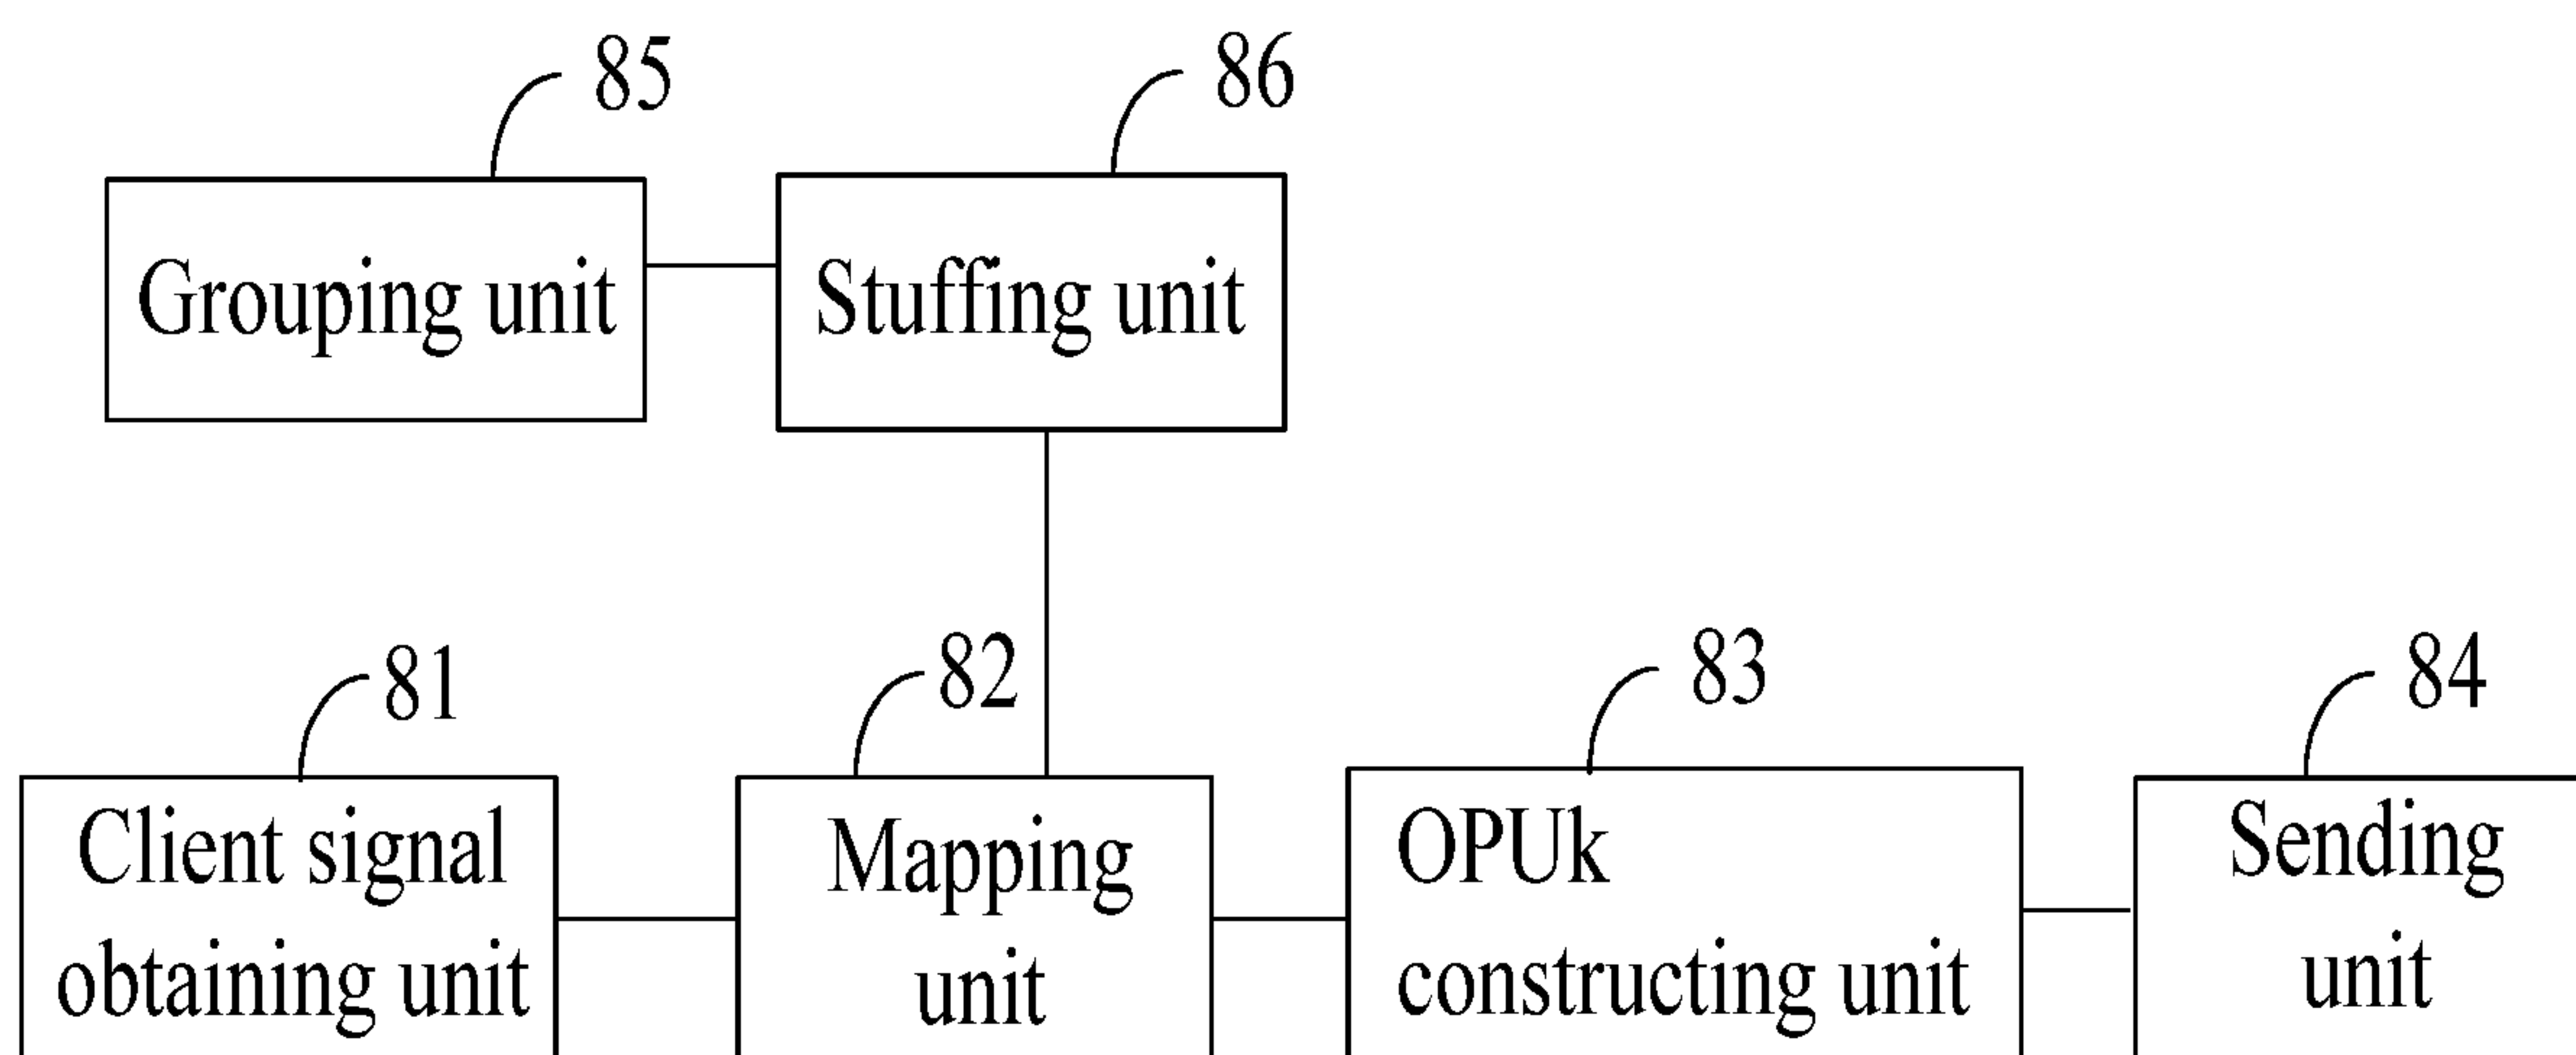 85
86
Grouping unit
Stuffing unit
81
82
83
84
Client signal
obtaining unit
Mapping
unit
OPUk
constructing unit
Sending
unit